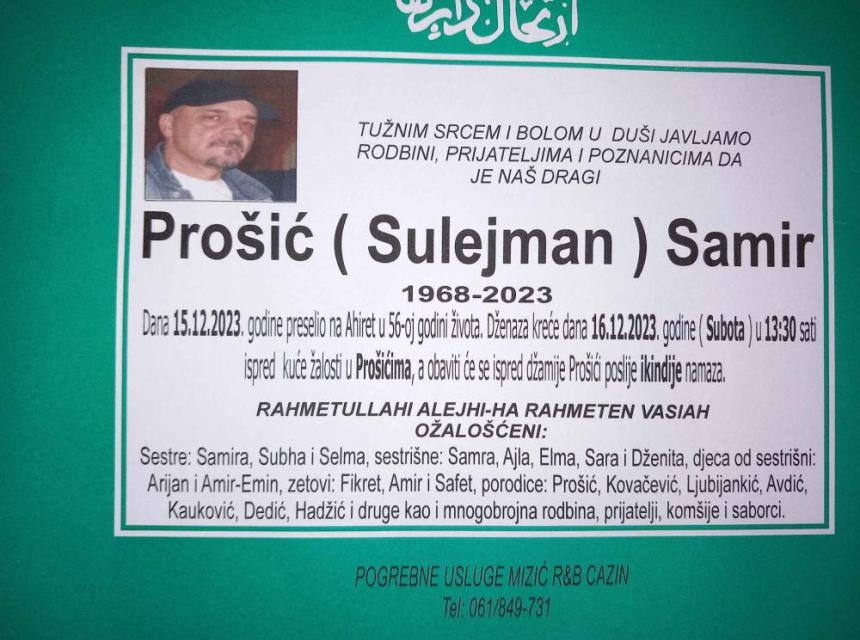 TUŽNIM SRCEM I BOLOM U DUŠI JAVLJAMO
RODBINI, PRIJATELJIMA I POZNANICIMA DA
JE NAŠ DRAGI
Prošić ( Sulejman ) Samir
1968-2023
Dana 15.12.2023. godine preselio na Ahiret u 56-oj godini života. Dženaza kreće dana 16.12.2023. godine ( Subota ) u 13:30 sati
ispred kuće žalosti u Prošićima, a obaviti će se ispred džamije Prošići poslije ikindije namaza.
RAHMETULLAHI ALEJHI-HA RAHMETEN VASIAH
OŽALOŠĆENI:
Sestre: Samira, Subha i Selma, sestrišne: Samra, Ajla, Elma, Sara i Dženita, djeca od sestrišni:
Arijan i Amir-Emin, zetovi: Fikret, Amir i Safet, porodice: Prošić, Kovačević, Ljubijankić, Avdić,
Kauković, Dedić, Hadžić i druge kao i mnogobrojna rodbina, prijatelji, komšije i saborci.
POGREBNE USLUGE MIZIĆ R&B CAZIN
Tel: 061/849-731